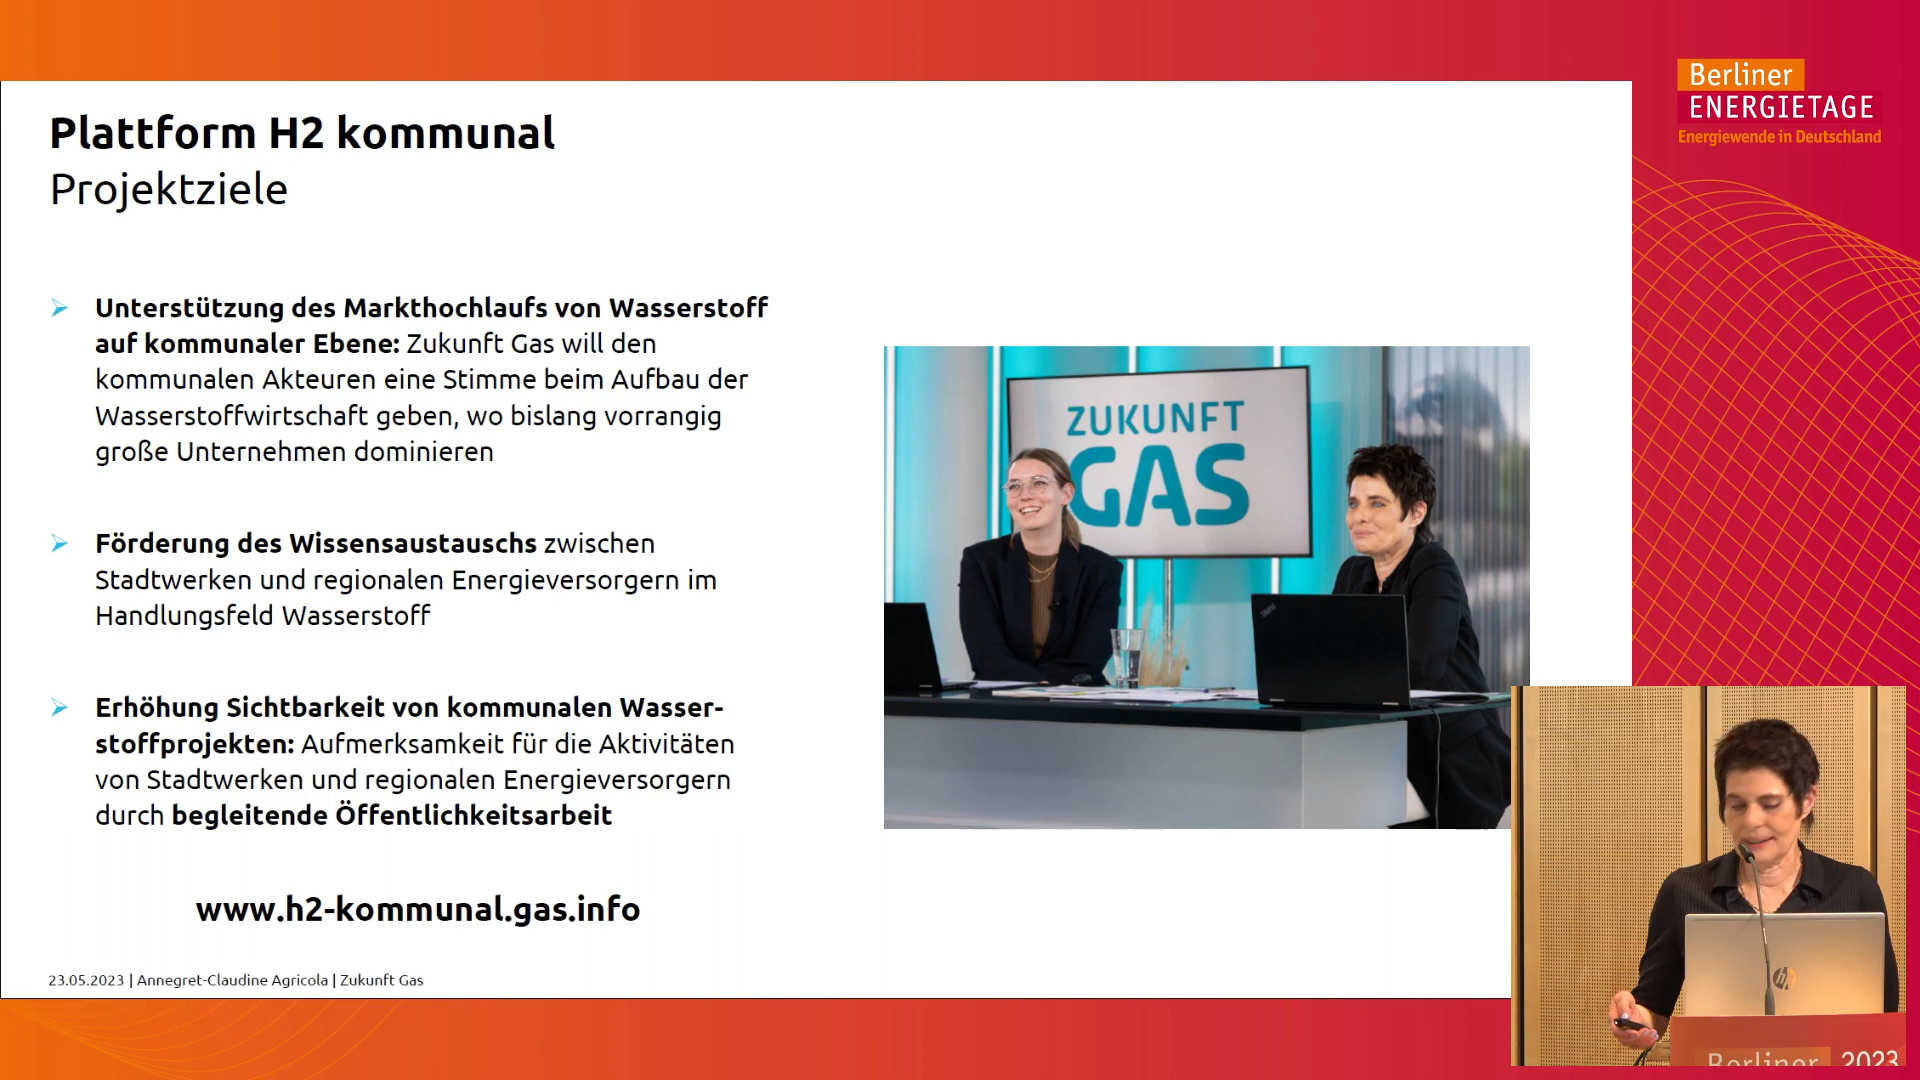 Plattform H2 kommunal
Projektziele
Unterstützung des Markthochlaufs von Wasserstoff
auf kommunaler Ebene: Zukunft Gas will den
kommunalen Akteuren eine Stimme beim Aufbau der
Wasserstoffwirtschaft geben, wo bislang vorrangig
große Unternehmen dominieren
Förderung des Wissensaustauschs zwischen
Stadtwerken und regionalen Energieversorgern im
Handlungsfeld Wasserstoff
Erhöhung Sichtbarkeit von kommunalen Wasser-
stoffprojekten: Aufmerksamkeit für die Aktivitäten
von Stadtwerken und regionalen Energieversorgern
durch begleitende Öffentlichkeitsarbeit
www.h2-kommunal.gas.info
23.05.2023 | Annegret-Claudine Agricola | Zukunft Gas
ZUKUNFT
GAS
Berliner
ENERGIETAGE
Energiewende in Deutschland
hp
Berliner 2023